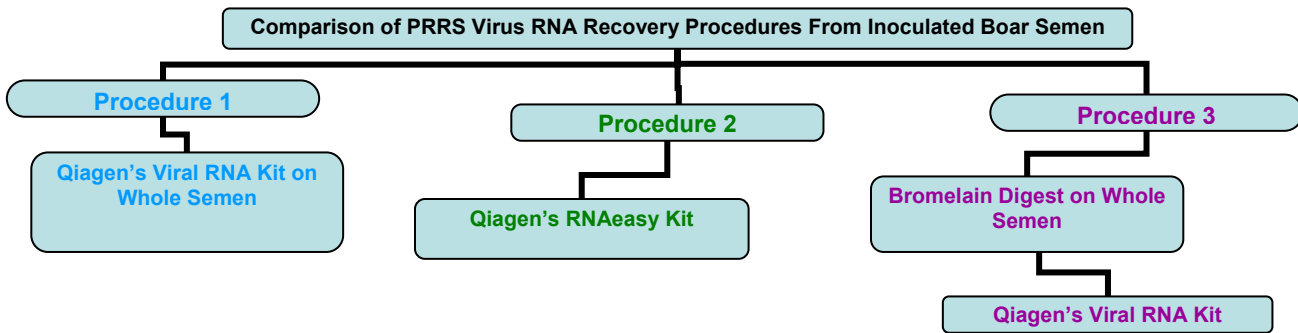 Comparison of PRRS Virus RNA Recovery Procedures From Inoculated Boar Semen
Procedure 1
Qiagen's Viral RNA Kit on
Whole Semen
Procedure 2
Qiagen's RNAeasy Kit
Procedure 3
Bromelain Digest on Whole
Semen
Qiagen's Viral RNA Kit